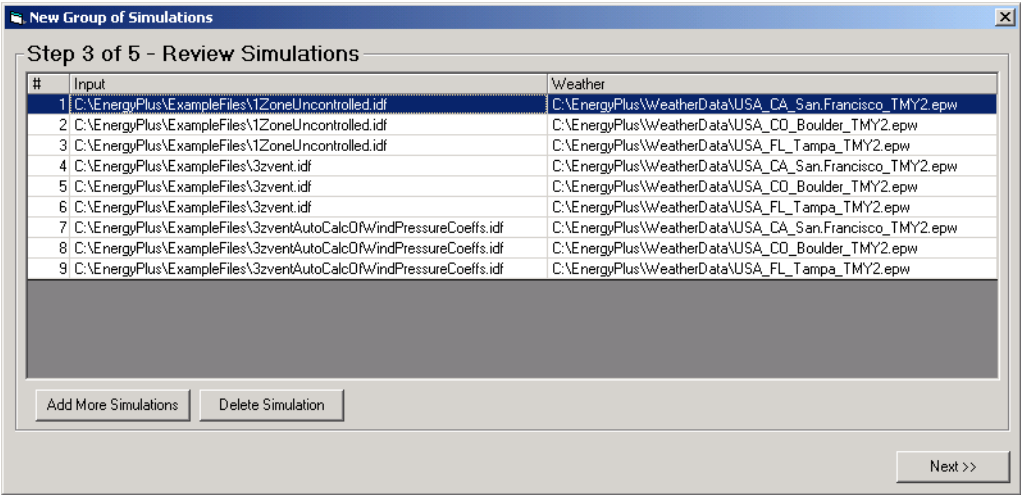 New Group of Simulations
Step 3 of 5 - Review Simulations
# Input Weather
1 C:\EnergyPlus\ExampleFiles\1ZoneUncontrolled.idf C:\EnergyPlus\WeatherData\USA_CA_San.Francisco_TMY2.epw
2 C:\EnergyPlus\ExampleFiles\1ZoneUncontrolled.idf C:\EnergyPlus\WeatherData\USA_CO_Boulder_TMY2.epw
3 C:\EnergyPlus\ExampleFiles\1ZoneUncontrolled.idf C:\EnergyPlus\WeatherData\USA_FL_Tampa_TMY2.epw
4 C:\EnergyPlus\ExampleFiles\3zvent.idf C:\EnergyPlus\WeatherData\USA_CA_San.Francisco_TMY2.epw
5 C:\EnergyPlus\ExampleFiles\3zvent.idf C:\EnergyPlus\WeatherData\USA_CO_Boulder_TMY2.epw
6 C:\EnergyPlus\ExampleFiles\3zvent.idf C:\EnergyPlus\WeatherData\USA_FL_Tampa_TMY2.epw
7 C:\EnergyPlus\ExampleFiles\3zventAutoCalcOfWindPressureCoeffs.idf C:\EnergyPlus\WeatherData\USA_CA_San.Francisco_TMY2.epw
8 C:\EnergyPlus\ExampleFiles\3zventAutoCalcOfWindPressureCoeffs.idf C:\EnergyPlus\WeatherData\USA_CO_Boulder_TMY2.epw
9 C:\EnergyPlus\ExampleFiles\3zventAutoCalcOfWindPressureCoeffs.idf C:\EnergyPlus\WeatherData\USA_FL_Tampa_TMY2.epw
Add More Simulations Delete Simulation
Next >>